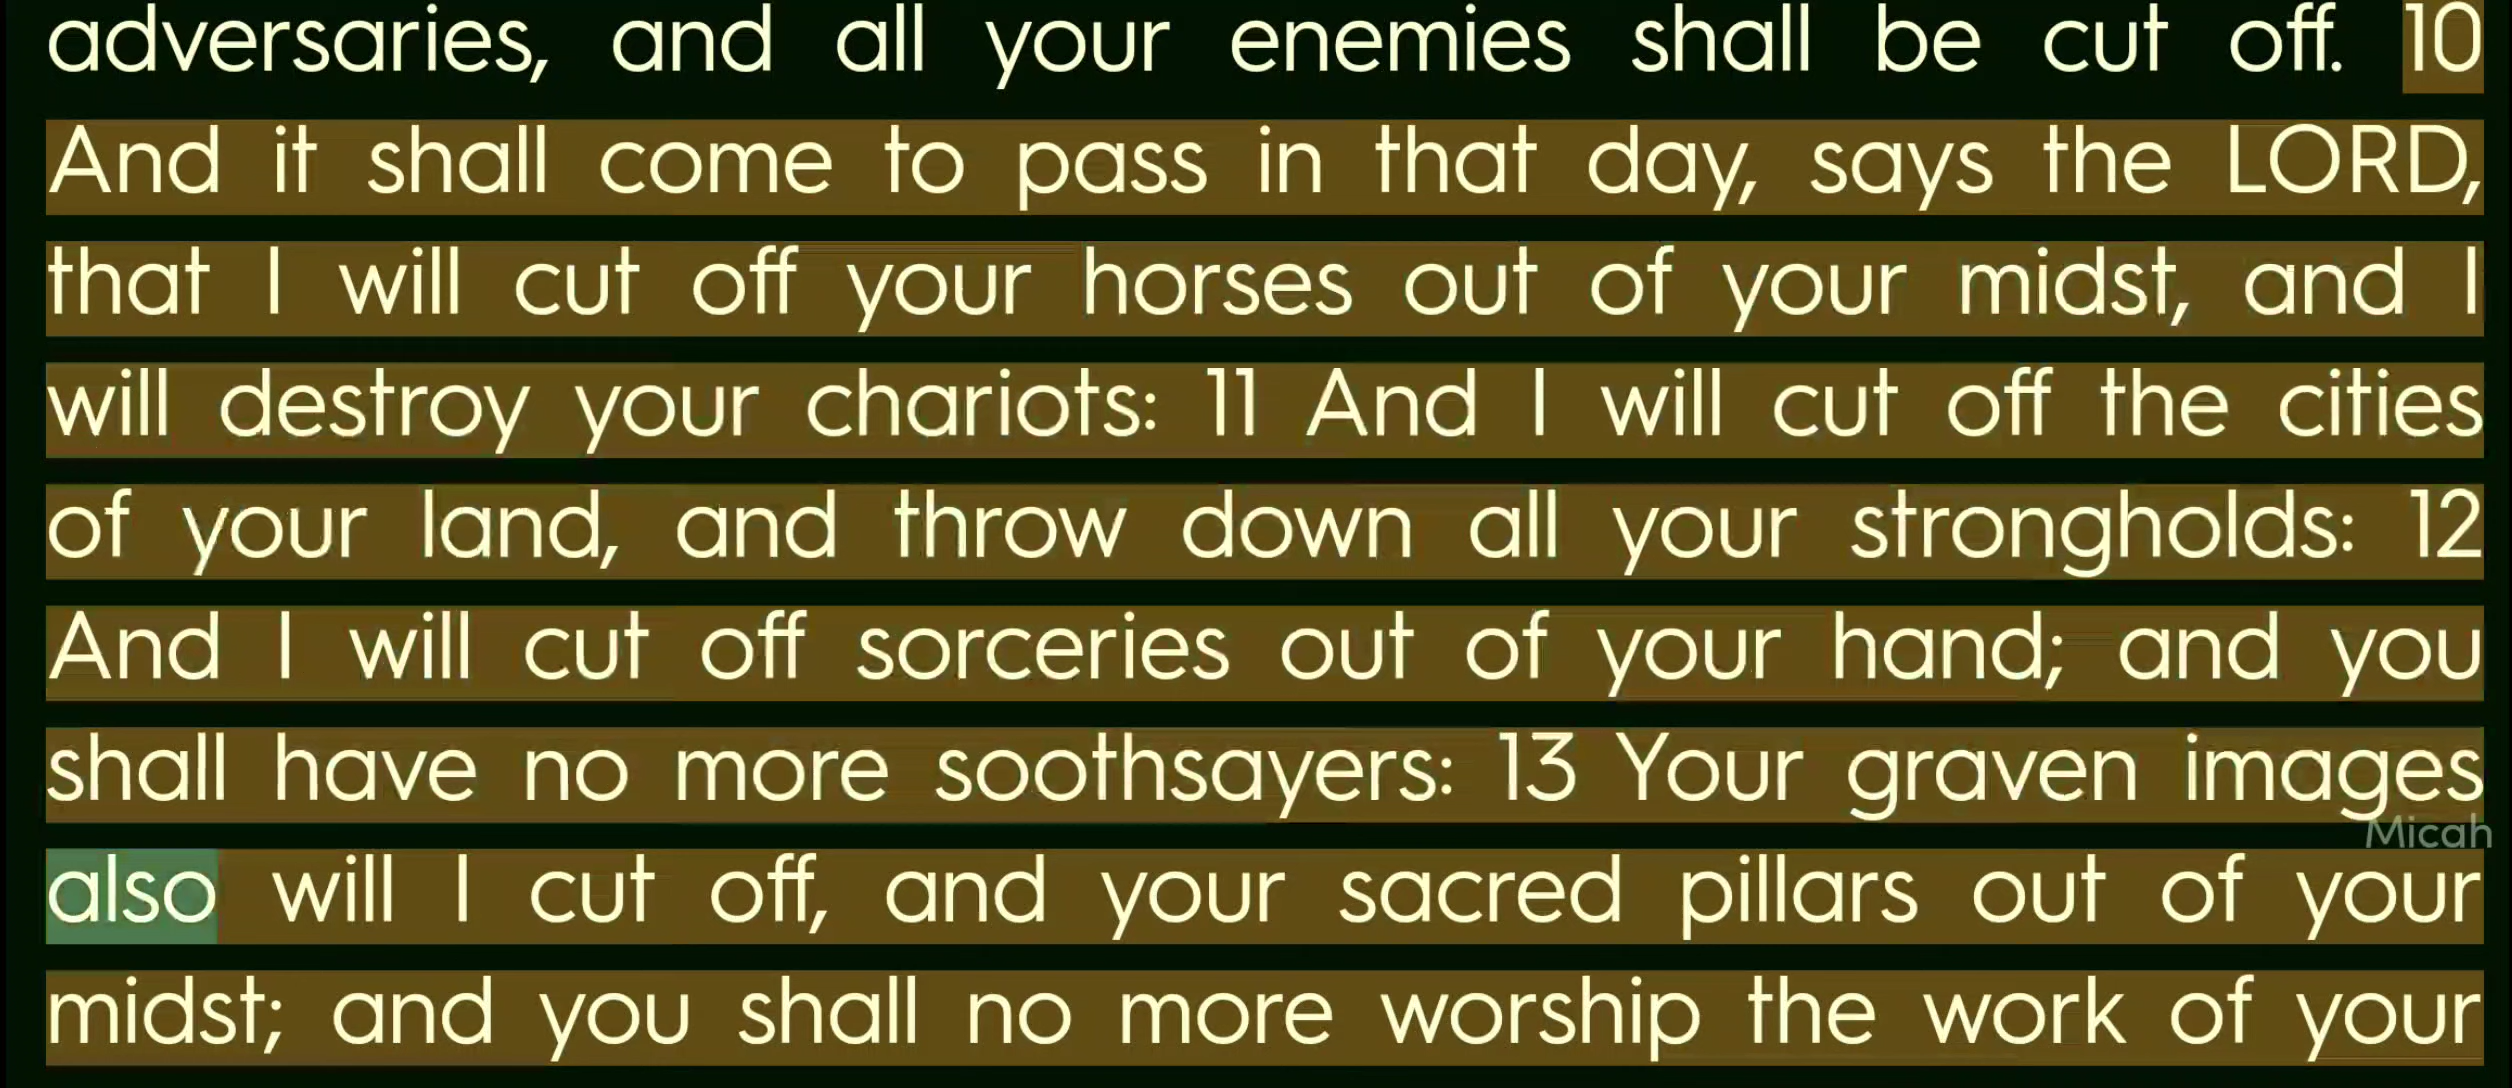 adversaries, and all your enemies shall be cut off. 10
And it shall come to pass in that day, says the LORD,
that I will cut off your horses out of your midst, and I
will destroy your chariots: 11 And I will cut off the cities
of your land, and throw down all your strongholds: 12
And I will cut off sorceries out of your hand; and you
shall have no more soothsayers: 13 Your graven images
Micah
also will I cut off, and your sacred pillars out of your
midst; and you shall no more worship the work of your